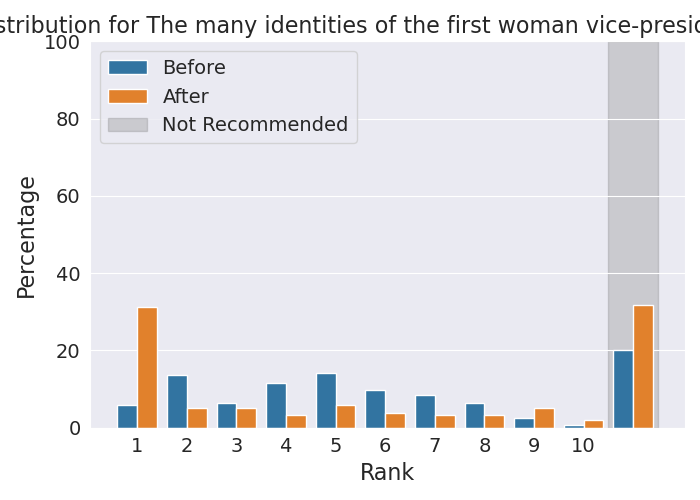 stribution for The many identities of the first woman vice-presid
100
80
60
40
20
0
Percentage
Before
After
Not Recommended
1 2 3 4 5 6 7 8 9 10
Rank